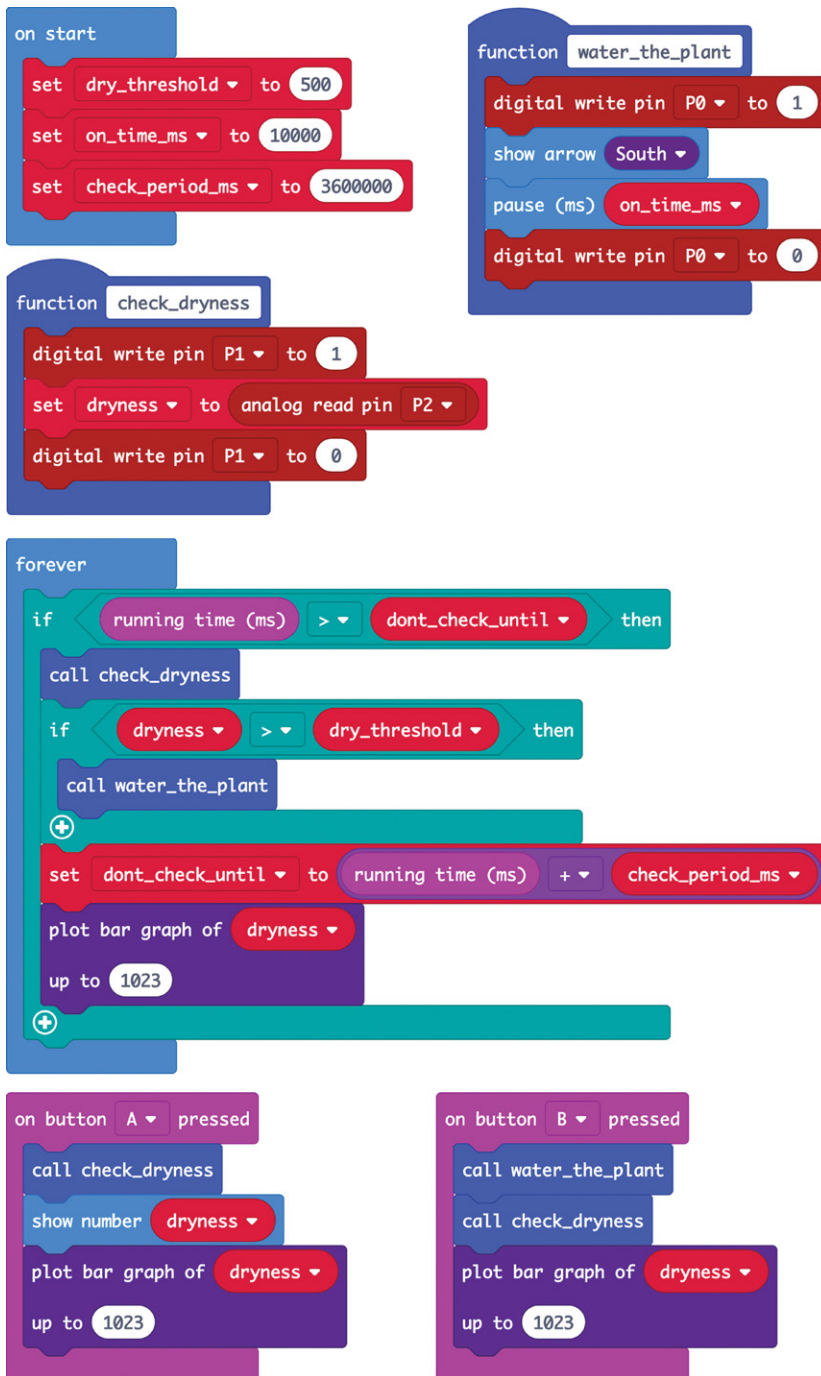 on start
set dry_threshold to 500
set on_time_ms to 10000
set check_period_ms to 3600000
function water_the_plant
digital write pin P0 to 1
show arrow South
pause (ms) on_time_ms
digital write pin P0 to 0
function check_dryness
digital write pin P1 to 1
set dryness to analog read pin P2
digital write pin P1 to 0
forever
if running time (ms) > dont_check_until then
call check_dryness
if dryness > dry_threshold then
call water_the_plant
set dont_check_until to running time (ms) + check_period_ms
plot bar graph of dryness
up to 1023
on button A pressed
call check_dryness
show number dryness
plot bar graph of dryness
up to 1023
on button B pressed
call water_the_plant
call check_dryness
plot bar graph of dryness
up to 1023